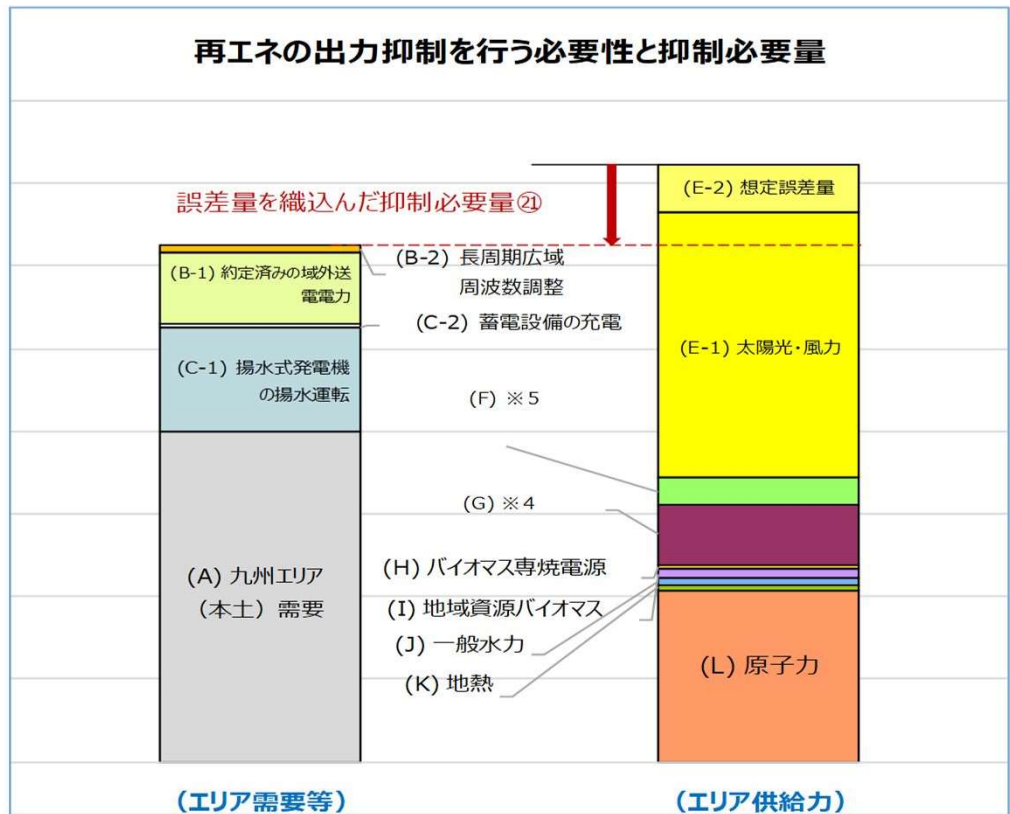 再エネの出力抑制を行う必要性と抑制必要量
誤差量を織込んだ抑制必要量㉑
(B-1) 約定済みの域外送
電電力
(C-1) 揚水式発電機
の揚水運転
(A) 九州エリア
（本土）需要
(B-2) 長周期広域
周波数調整
(C-2) 蓄電設備の充電
(F) ※5
(G) ※4
(H) バイオマス専焼電源
(I) 地域資源バイオマス
(J) 一般水力
(K) 地熱
(E-2) 想定誤差量
(E-1) 太陽光・風力
(L) 原子力
（エリア需要等）
（エリア供給力）